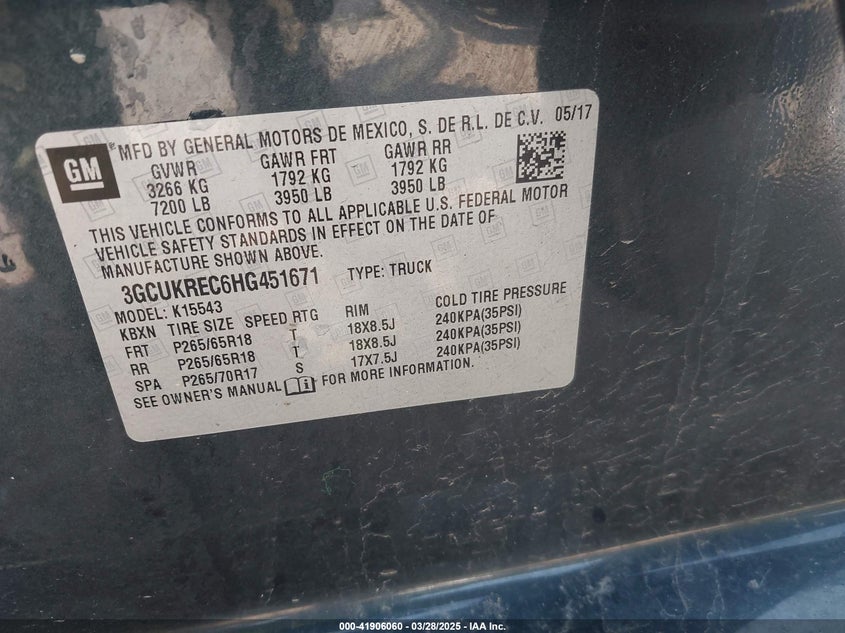 GM ® MFD BY GENERAL MOTORS DE MEXICO, S. DE R.L. DE C.V. 05/17
GVWR GAWR FRT GAWR RR
3266 KG 1792 KG 1792 KG
7200 LB 3950 LB 3950 LB
THIS VEHICLE CONFORMS TO ALL APPLICABLE U.S. FEDERAL MOTOR
VEHICLE SAFETY STANDARDS IN EFFECT ON THE DATE OF
MANUFACTURE SHOWN ABOVE.
3GCUKREC6HG451671 TYPE: TRUCK
MODEL: K15543
KBXN TIRE SIZE SPEED RTG RIM COLD TIRE PRESSURE
FRT P265/65R18 T 18X8.5J 240KPA(35PSI)
RR P265/65R18 T 18X8.5J 240KPA(35PSI)
SPA P265/70R17 S 17X7.5J 240KPA(35PSI)
SEE OWNER'S MANUAL FOR MORE INFORMATION.
000-41906060 - 03/28/2025 - IAA Inc.